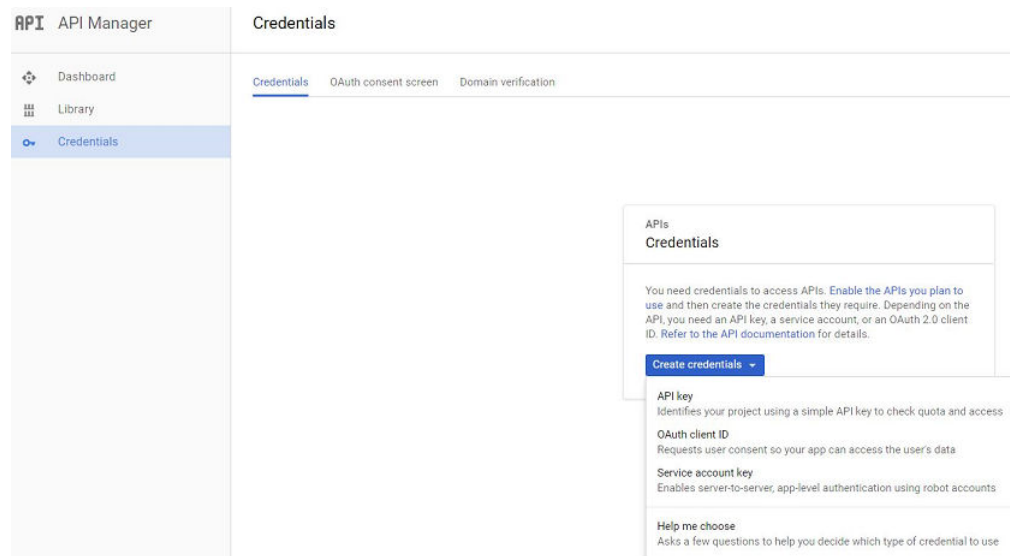 API API Manager
Credentials
Dashboard
Library
Credentials
Credentials OAuth consent screen Domain verification
APIs
Credentials
You need credentials to access APIs. Enable the APIs you plan to
use and then create the credentials they require. Depending on the
API, you need an API key, a service account, or an OAuth 2.0 client
ID. Refer to the API documentation for details.
Create credentials
API key
Identifies your project using a simple API key to check quota and access
OAuth client ID
Requests user consent so your app can access the user's data
Service account key
Enables server-to-server, app-level authentication using robot accounts
Help me choose
Asks a few questions to help you decide which type of credential to use